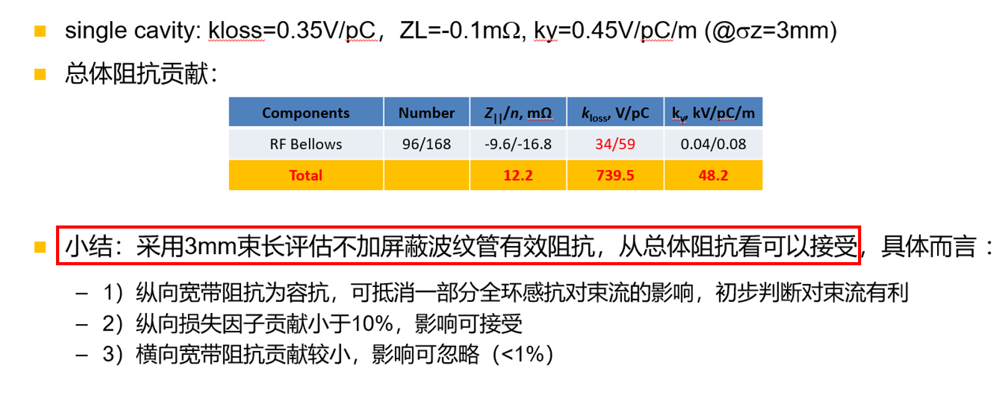 single cavity: kloss=0.35V/pC，ZL=-0.1mΩ, ky=0.45V/pC/m (@σz=3mm)
总体阻抗贡献：
Components Number Z||/n, mΩ kloss, V/pC ky, kV/pC/m
RF Bellows 96/168 -9.6/-16.8 34/59 0.04/0.08
Total 12.2 739.5 48.2
小结：采用3mm束长评估不加屏蔽波纹管有效阻抗，从总体阻抗看可以接受，具体而言：
– 1）纵向宽带阻抗为容抗，可抵消一部分全环感抗对束流的影响，初步判断对束流有利
– 2）纵向损失因子贡献小于10%，影响可接受
– 3）横向宽带阻抗贡献较小，影响可忽略（<1%）